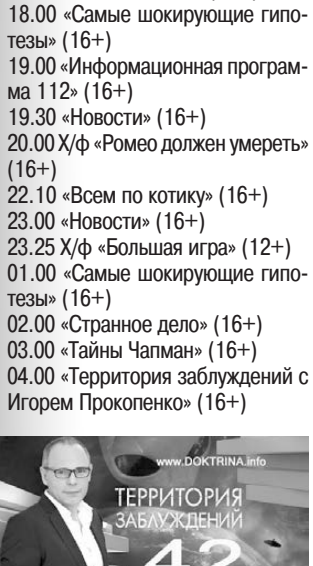 18.00 «Самые шокирующие гипо-
тезы» (16+)
19.00 «Информационная програм-
ма 112» (16+)
19.30 «Новости» (16+)
20.00 Х/ф «Ромео должен умереть»
(16+)
22.10 «Всем по котику» (16+)
23.00 «Новости» (16+)
23.25 Х/ф «Большая игра» (12+)
01.00 «Самые шокирующие гипо-
тезы» (16+)
02.00 «Странное дело» (16+)
03.00 «Тайны Чапман» (16+)
04.00 «Территория заблуждений с
Игорем Прокопенко» (16+)
www.DOKTRINA.info
ТЕРРИТОРИЯ
ЗАБЛУЖДЕНИЙ
42